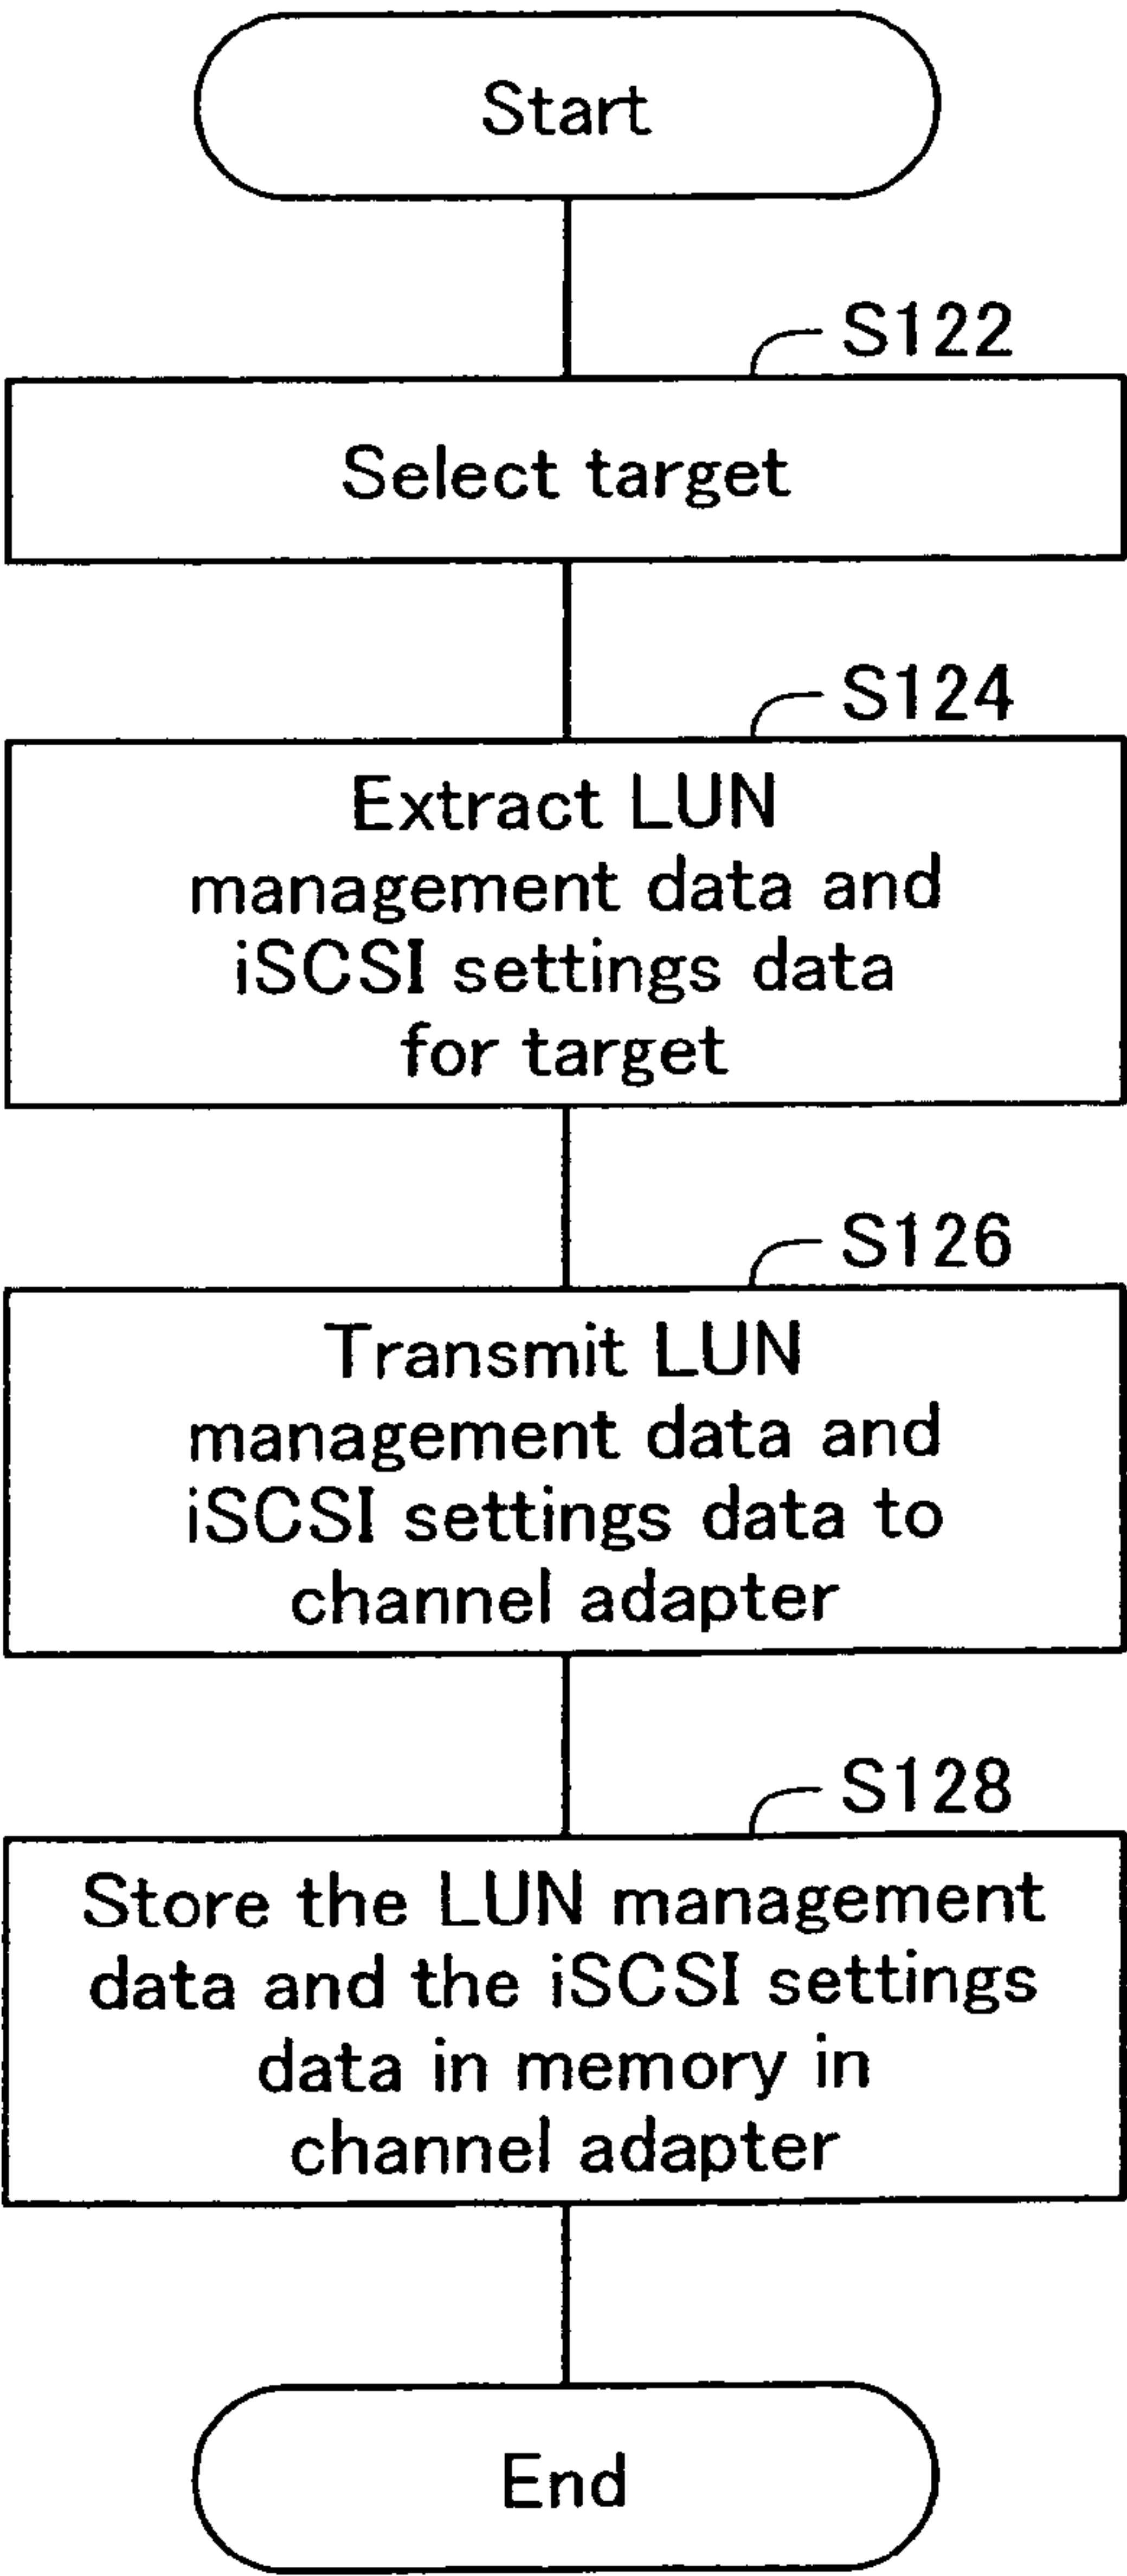 Start
S122
Select target
S124
Extract LUN
management data and
iSCSI settings data
for target
S126
Transmit LUN
management data and
iSCSI settings data to
channel adapter
S128
Store the LUN management
data and the iSCSI settings
data in memory in
channel adapter
End